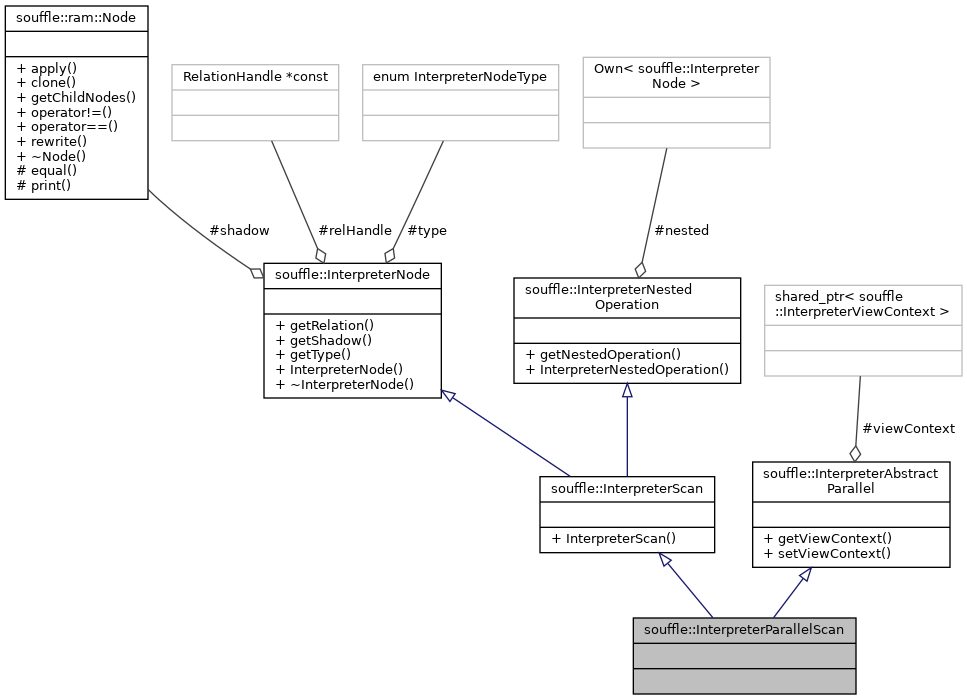 souffle::ram::Node
+ apply()
+ clone()
+ getChildNodes()
+ operator!=()
+ operator==()
+ rewrite()
+ ~Node()
# equal()
# print()
RelationHandle *const
enum InterpreterNodeType
Own< souffle::Interpreter
Node >
#shadow
#relHandle
#type
#nested
souffle::InterpreterNode
+ getRelation()
+ getShadow()
+ getType()
+ InterpreterNode()
+ ~InterpreterNode()
souffle::InterpreterNested
Operation
+ getNestedOperation()
+ InterpreterNestedOperation()
shared_ptr< souffle
::InterpreterViewContext >
#viewContext
souffle::InterpreterScan
+ InterpreterScan()
souffle::InterpreterAbstract
Parallel
+ getViewContext()
+ setViewContext()
souffle::InterpreterParallelScan